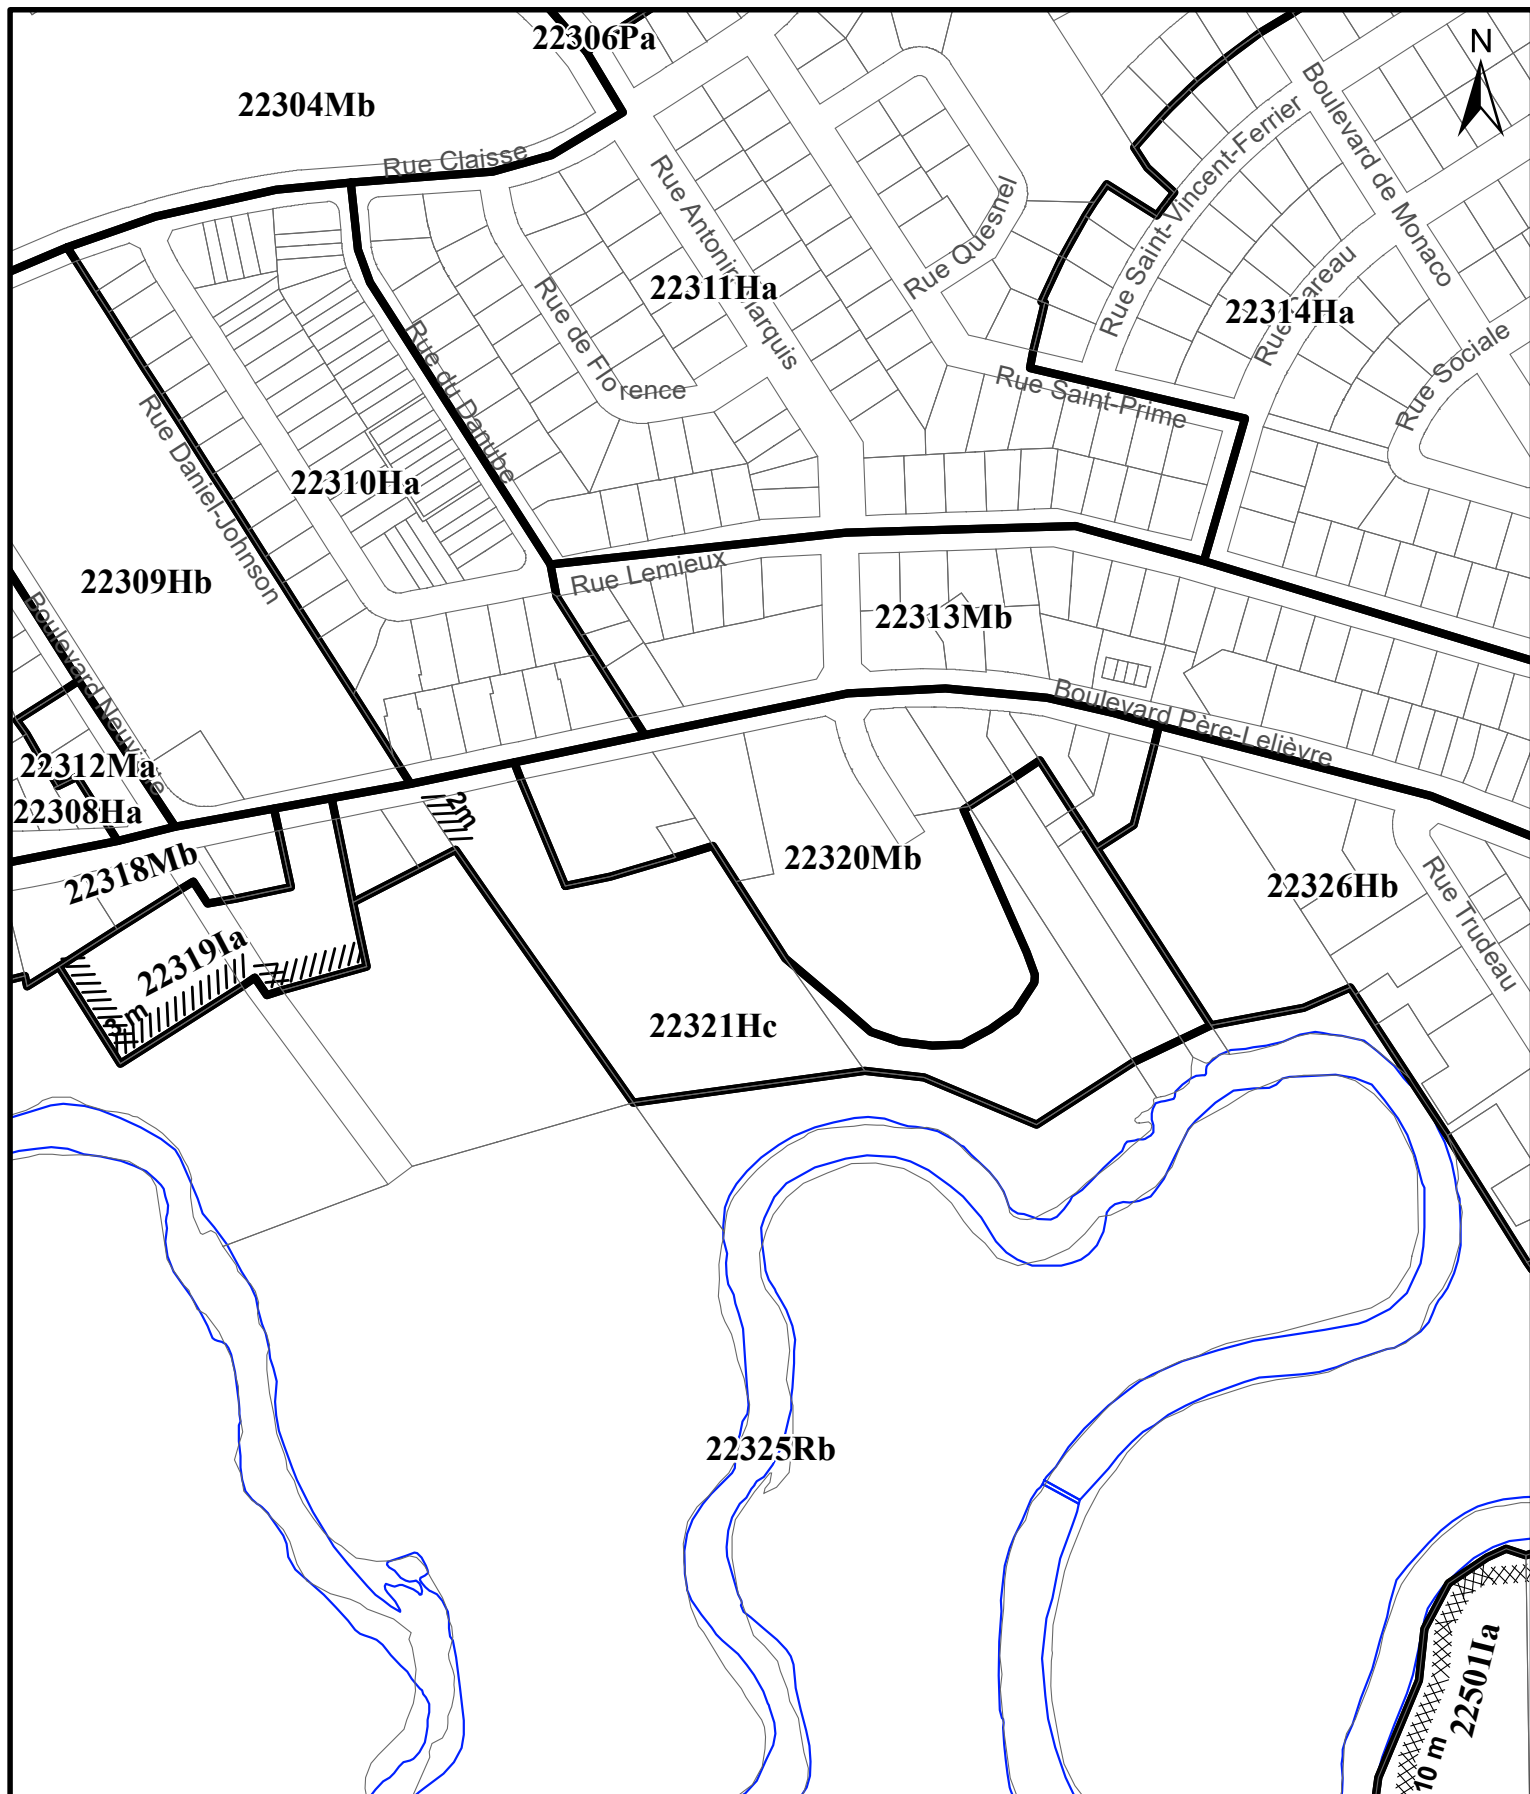 22306Pa
N
22304Mb
Boulevard de Monaco
Rue Saint-Vincent-Ferrier
Rue Claisse
Rue Antonin-Marquis
Rue Quesnel
22311Ha
22314Ha
Rue Gareau
Rue de Florence
Rue du Danube
Rue Sociale
Rue Saint-Prime
Rue Daniel-Johnson
22310Ha
22309Hb
Rue Lemieux
22313Mb
Boulevard Neuvialle
Boulevard Père-Lelièvre
22312Ma
22308Ha
2m
22318Mb
22320Mb
22326Hb
Rue Trudeau
22319Ia
22321Hc
22325Rb
22501Ia
10 m